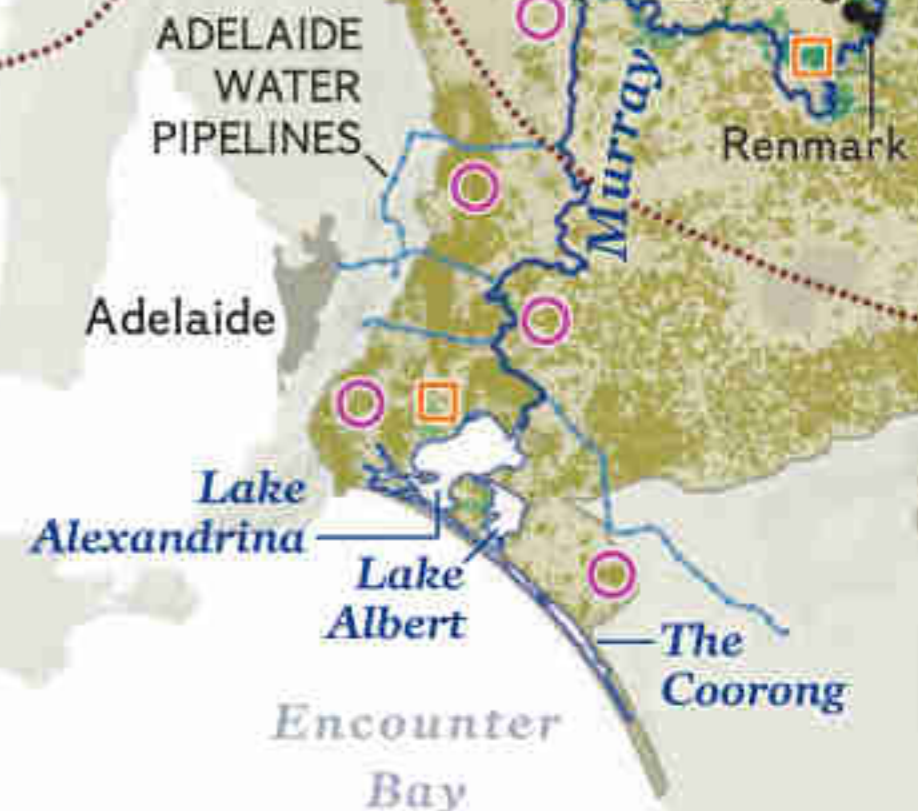 ADELAIDE
WATER
PIPELINES
Murray
Renmark
Adelaide
Lake
Alexandrina
Lake
Albert
The
Coorong
Encounter
Bay